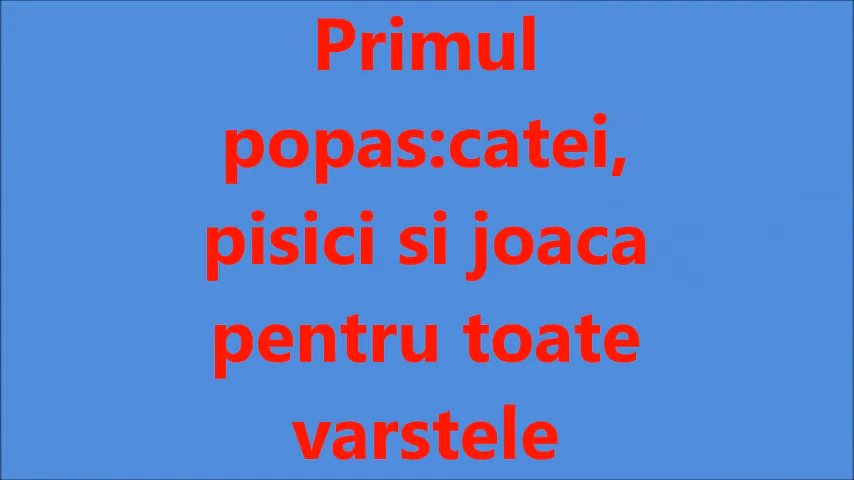 Primul
popas:catei,
pisici si joaca
pentru toate
varstele